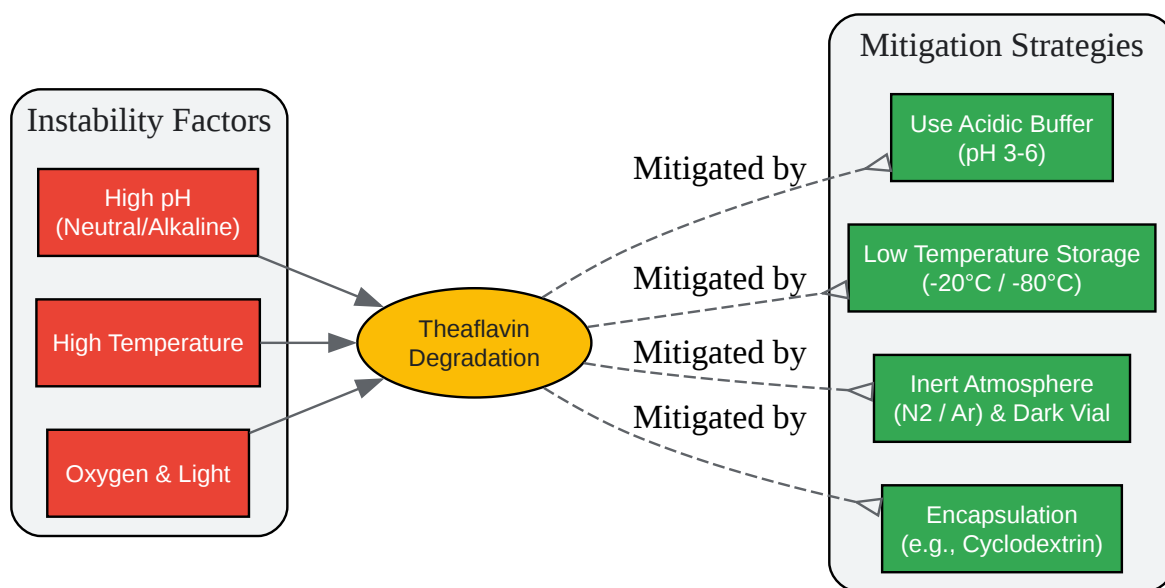 Instability Factors
High pH
(Neutral/Alkaline)
High Temperature
Oxygen & Light
Theaflavin
Degradation
Mitigated by
Mitigated by
Mitigated by
Mitigated by
Mitigation Strategies
Use Acidic Buffer
(pH 3-6)
Low Temperature Storage
(-20°C / -80°C)
Inert Atmosphere
(N2 / Ar) & Dark Vial
Encapsulation
(e.g., Cyclodextrin)